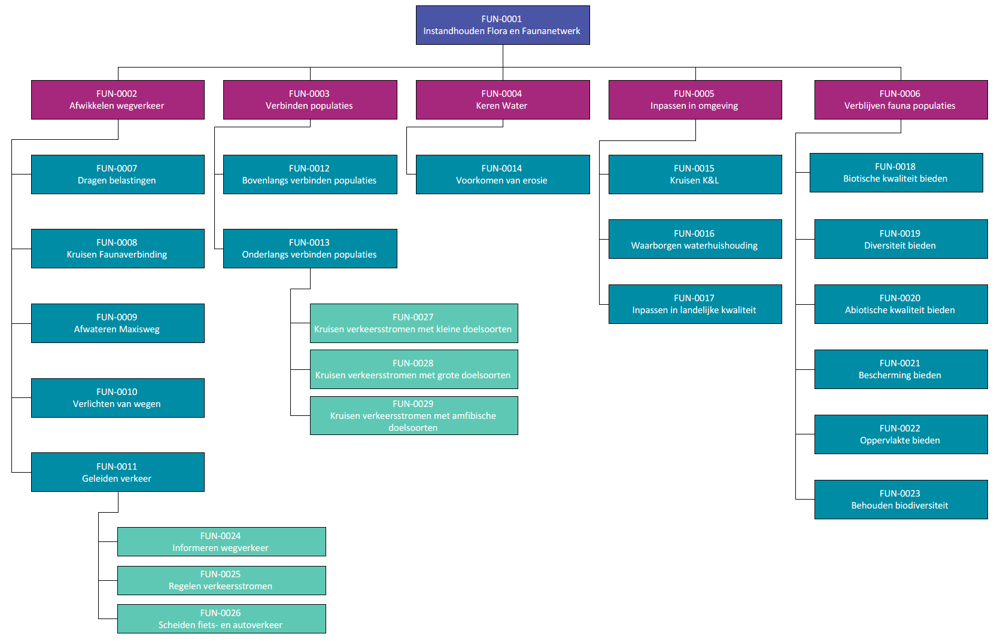 FUN-0001
Instandhouden Flora en Faunanetwerk
FUN-0002
Afwikkelen wegverkeer
FUN-0003
Verbinden populaties
FUN-0004
Keren Water
FUN-0005
Inpassen in omgeving
FUN-0006
Verblijven fauna populaties
FUN-0007
Dragen belastingen
FUN-0008
Kruisen Faunaverbinding
FUN-0009
Afwateren Maxisweg
FUN-0010
Verlichten van wegen
FUN-0011
Geleiden verkeer
FUN-0024
Informeren wegverkeer
FUN-0025
Regelen verkeersstromen
FUN-0026
Scheiden fiets- en autoverkeer
FUN-0012
Bovenlangs verbinden populaties
FUN-0013
Onderlangs verbinden populaties
FUN-0027
Kruisen verkeersstromen met kleine doelsoorten
FUN-0028
Kruisen verkeersstromen met grote doelsoorten
FUN-0029
Kruisen verkeersstromen met amfibische
doelsoorten
FUN-0014
Voorkomen van erosie
FUN-0015
Kruisen K&L
FUN-0016
Waarborgen waterhuishouding
FUN-0017
Inpassen in landelijke kwaliteit
FUN-0018
Biotische kwaliteit bieden
FUN-0019
Diversiteit bieden
FUN-0020
Abiotische kwaliteit bieden
FUN-0021
Bescherming bieden
FUN-0022
Oppervlakte bieden
FUN-0023
Behouden biodiversiteit